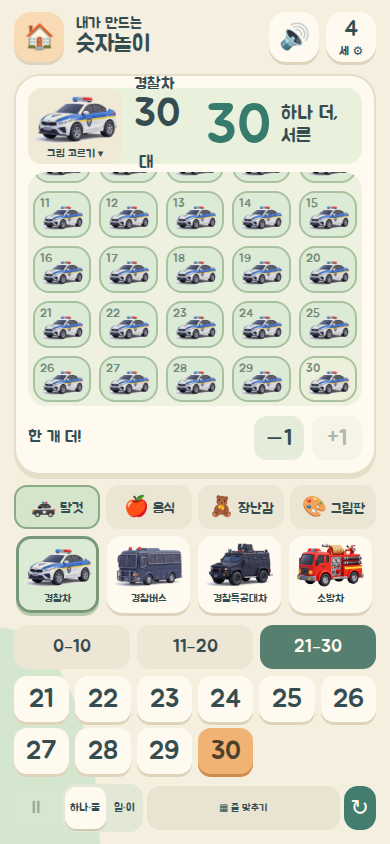 내가 만드는
숫자놀이
4
세 ⚙
경찰차
30
대
그림 고르기 ▾
30
하나 더,
서른
11 12 13 14 15
16 17 18 19 20
21 22 23 24 25
26 27 28 29 30
한 개 더!
−1 +1
탈것 음식 장난감 그림판
경찰차 경찰버스 경찰특공대차 소방차
0–10 11–20 21–30
21 22 23 24 25 26
27 28 29 30
하나·둘 일·이 ▦ 줄 맞추기 ↻